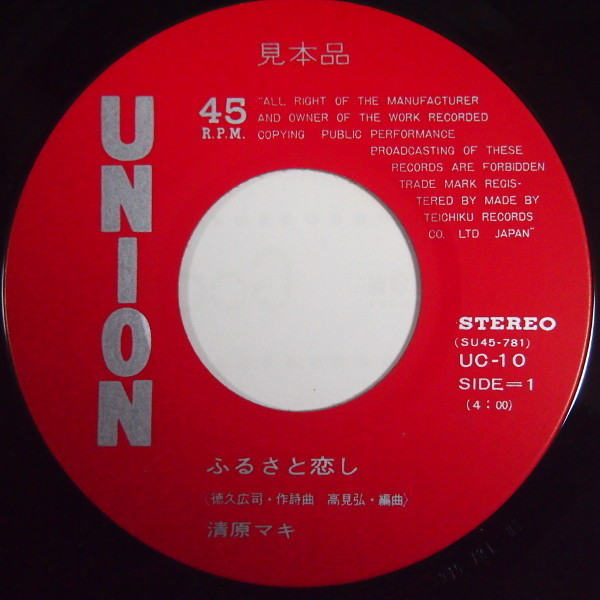 見本品
UNION
45
R.P.M.
"ALL RIGHT OF THE MANUFACTURER
AND OWNER OF THE WORK RECORDED
COPYING PUBLIC PERFORMANCE
BROADCASTING OF THESE
RECORDS ARE FORBIDDEN
TRADE MARK REGIS-
TERED BY MADE BY
TEICHIKU RECORDS
CO. LTD JAPAN"
STEREO
(SU45-781)
UC-10
SIDE=1
(4:00)
ふるさと恋し
(徳久広司・作詩曲 高見弘・編曲)
清原マキ